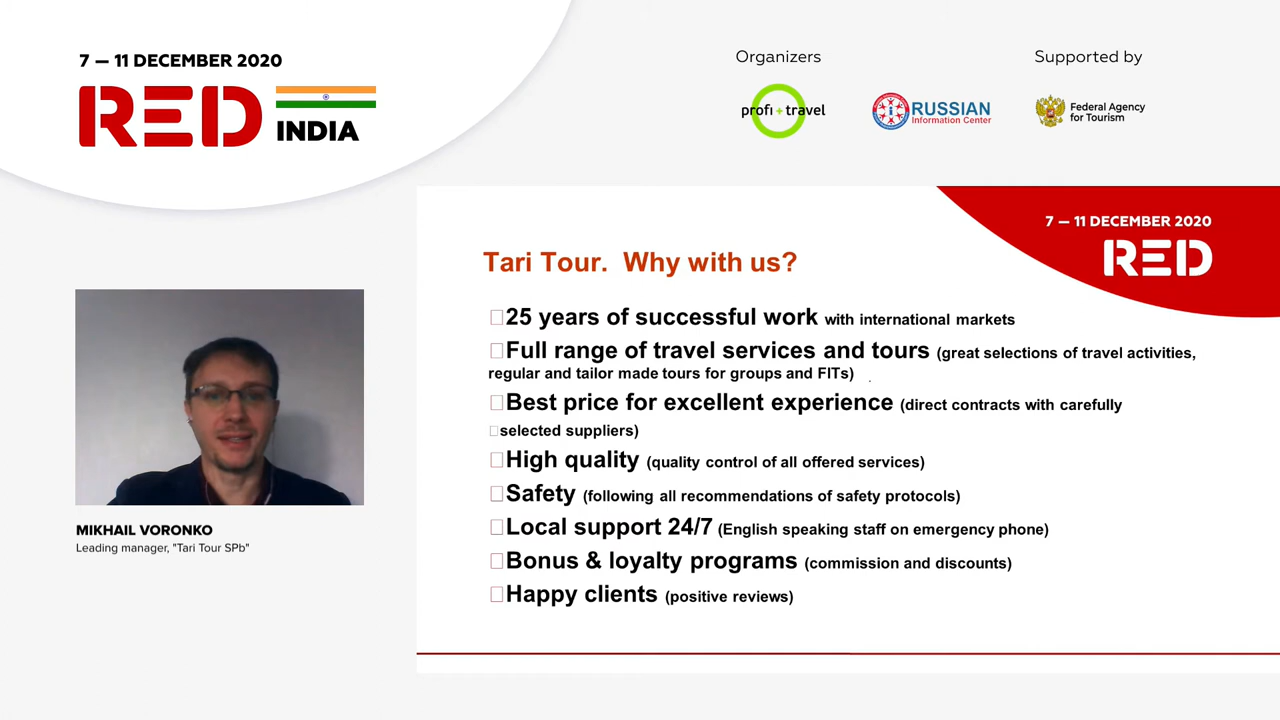 7 — 11 DECEMBER 2020
RED
INDIA
Organizers
profi + travel
RUSSIAN
Information Center
Supported by
Federal Agency
for Tourism
7 — 11 DECEMBER 2020
RED
Tari Tour. Why with us?
25 years of successful work with international markets
Full range of travel services and tours (great selections of travel activities,
regular and tailor made tours for groups and FITs)
Best price for excellent experience (direct contracts with carefully
selected suppliers)
High quality (quality control of all offered services)
Safety (following all recommendations of safety protocols)
Local support 24/7 (English speaking staff on emergency phone)
Bonus & loyalty programs (commission and discounts)
Happy clients (positive reviews)
MIKHAIL VORONKO
Leading manager, "Tari Tour SPb"